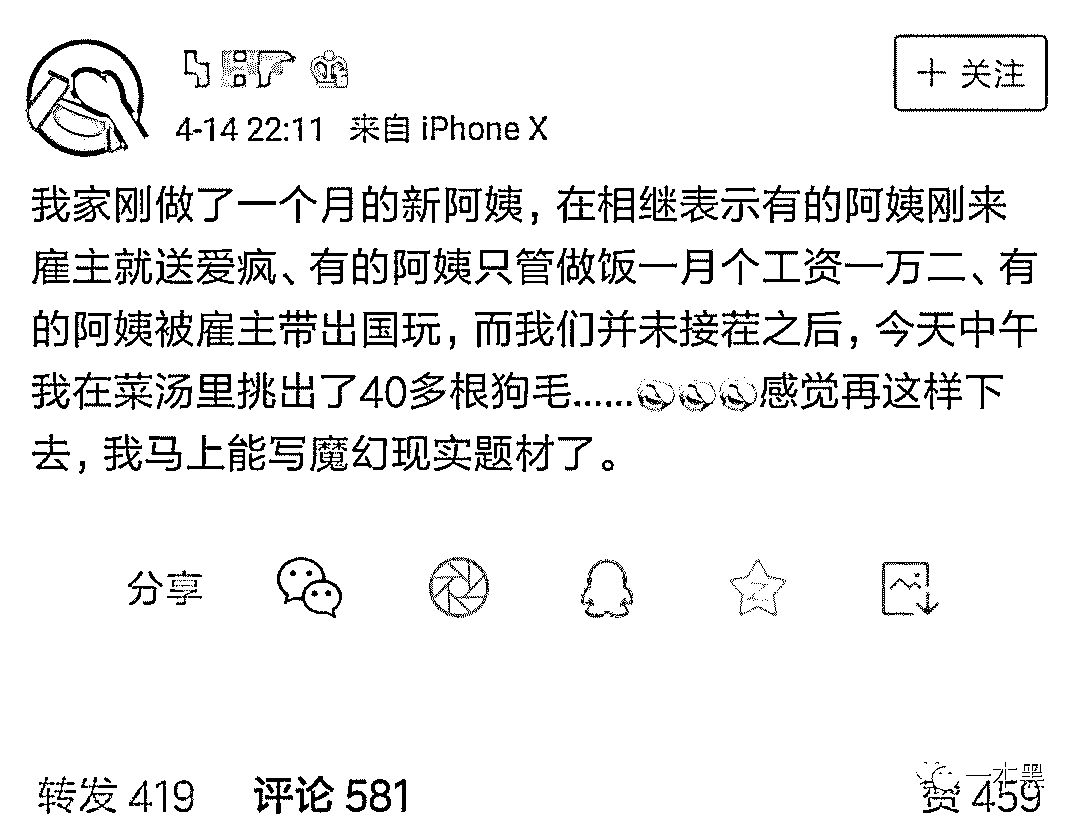 + 关注
4-14 22:11 来自 iPhone X
我家刚做了一个月的新阿姨，在相继表示有的阿姨刚来
雇主就送爱疯、有的阿姨只管做饭一月个工资一万二、有
的阿姨被雇主带出国玩，而我们并未接茬之后，今天中午
我在菜汤里挑出了40多根狗毛......感觉再这样下
去，我马上能写魔幻现实题材了。
分享
转发 419 评论 581 赞 459